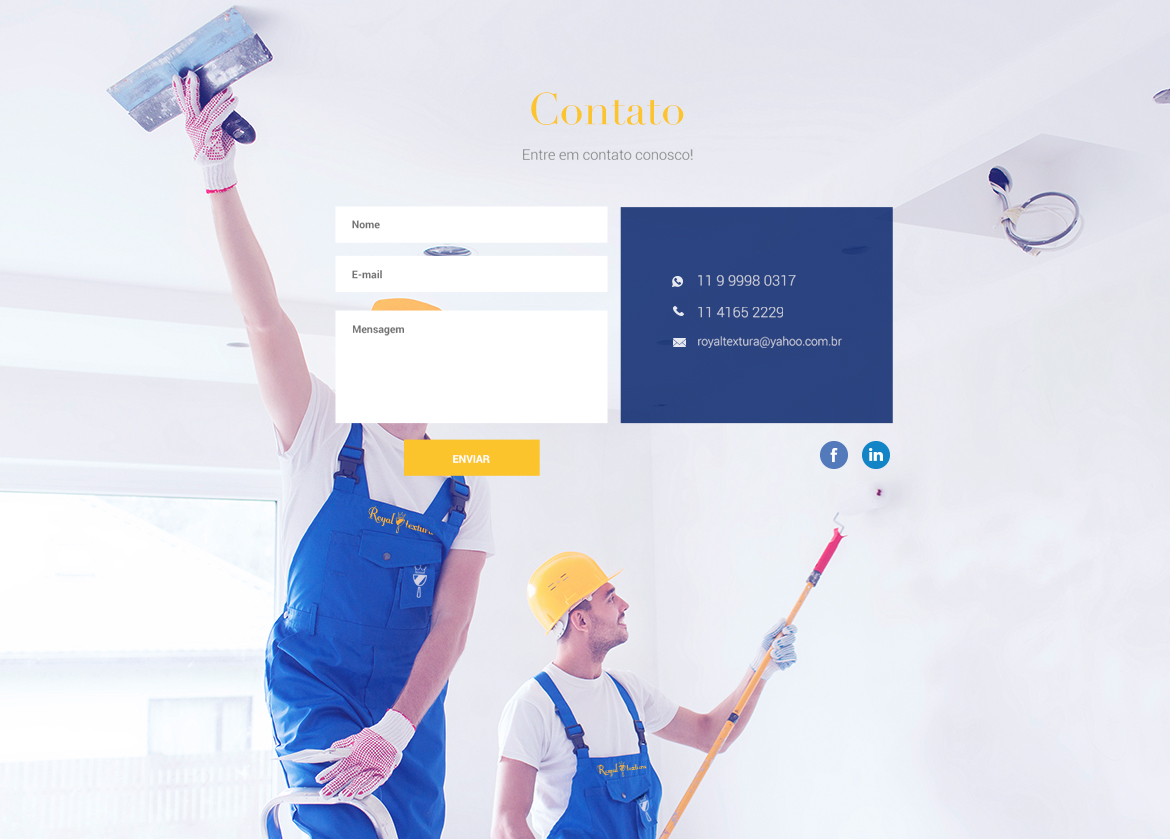 Contato
Entre em contato conosco!
Nome
E-mail
Mensagem
11 9 9998 0317
11 4165 2229
royaltextura@yahoo.com.br
ENVIAR
f in
Royal textura
Royal textura